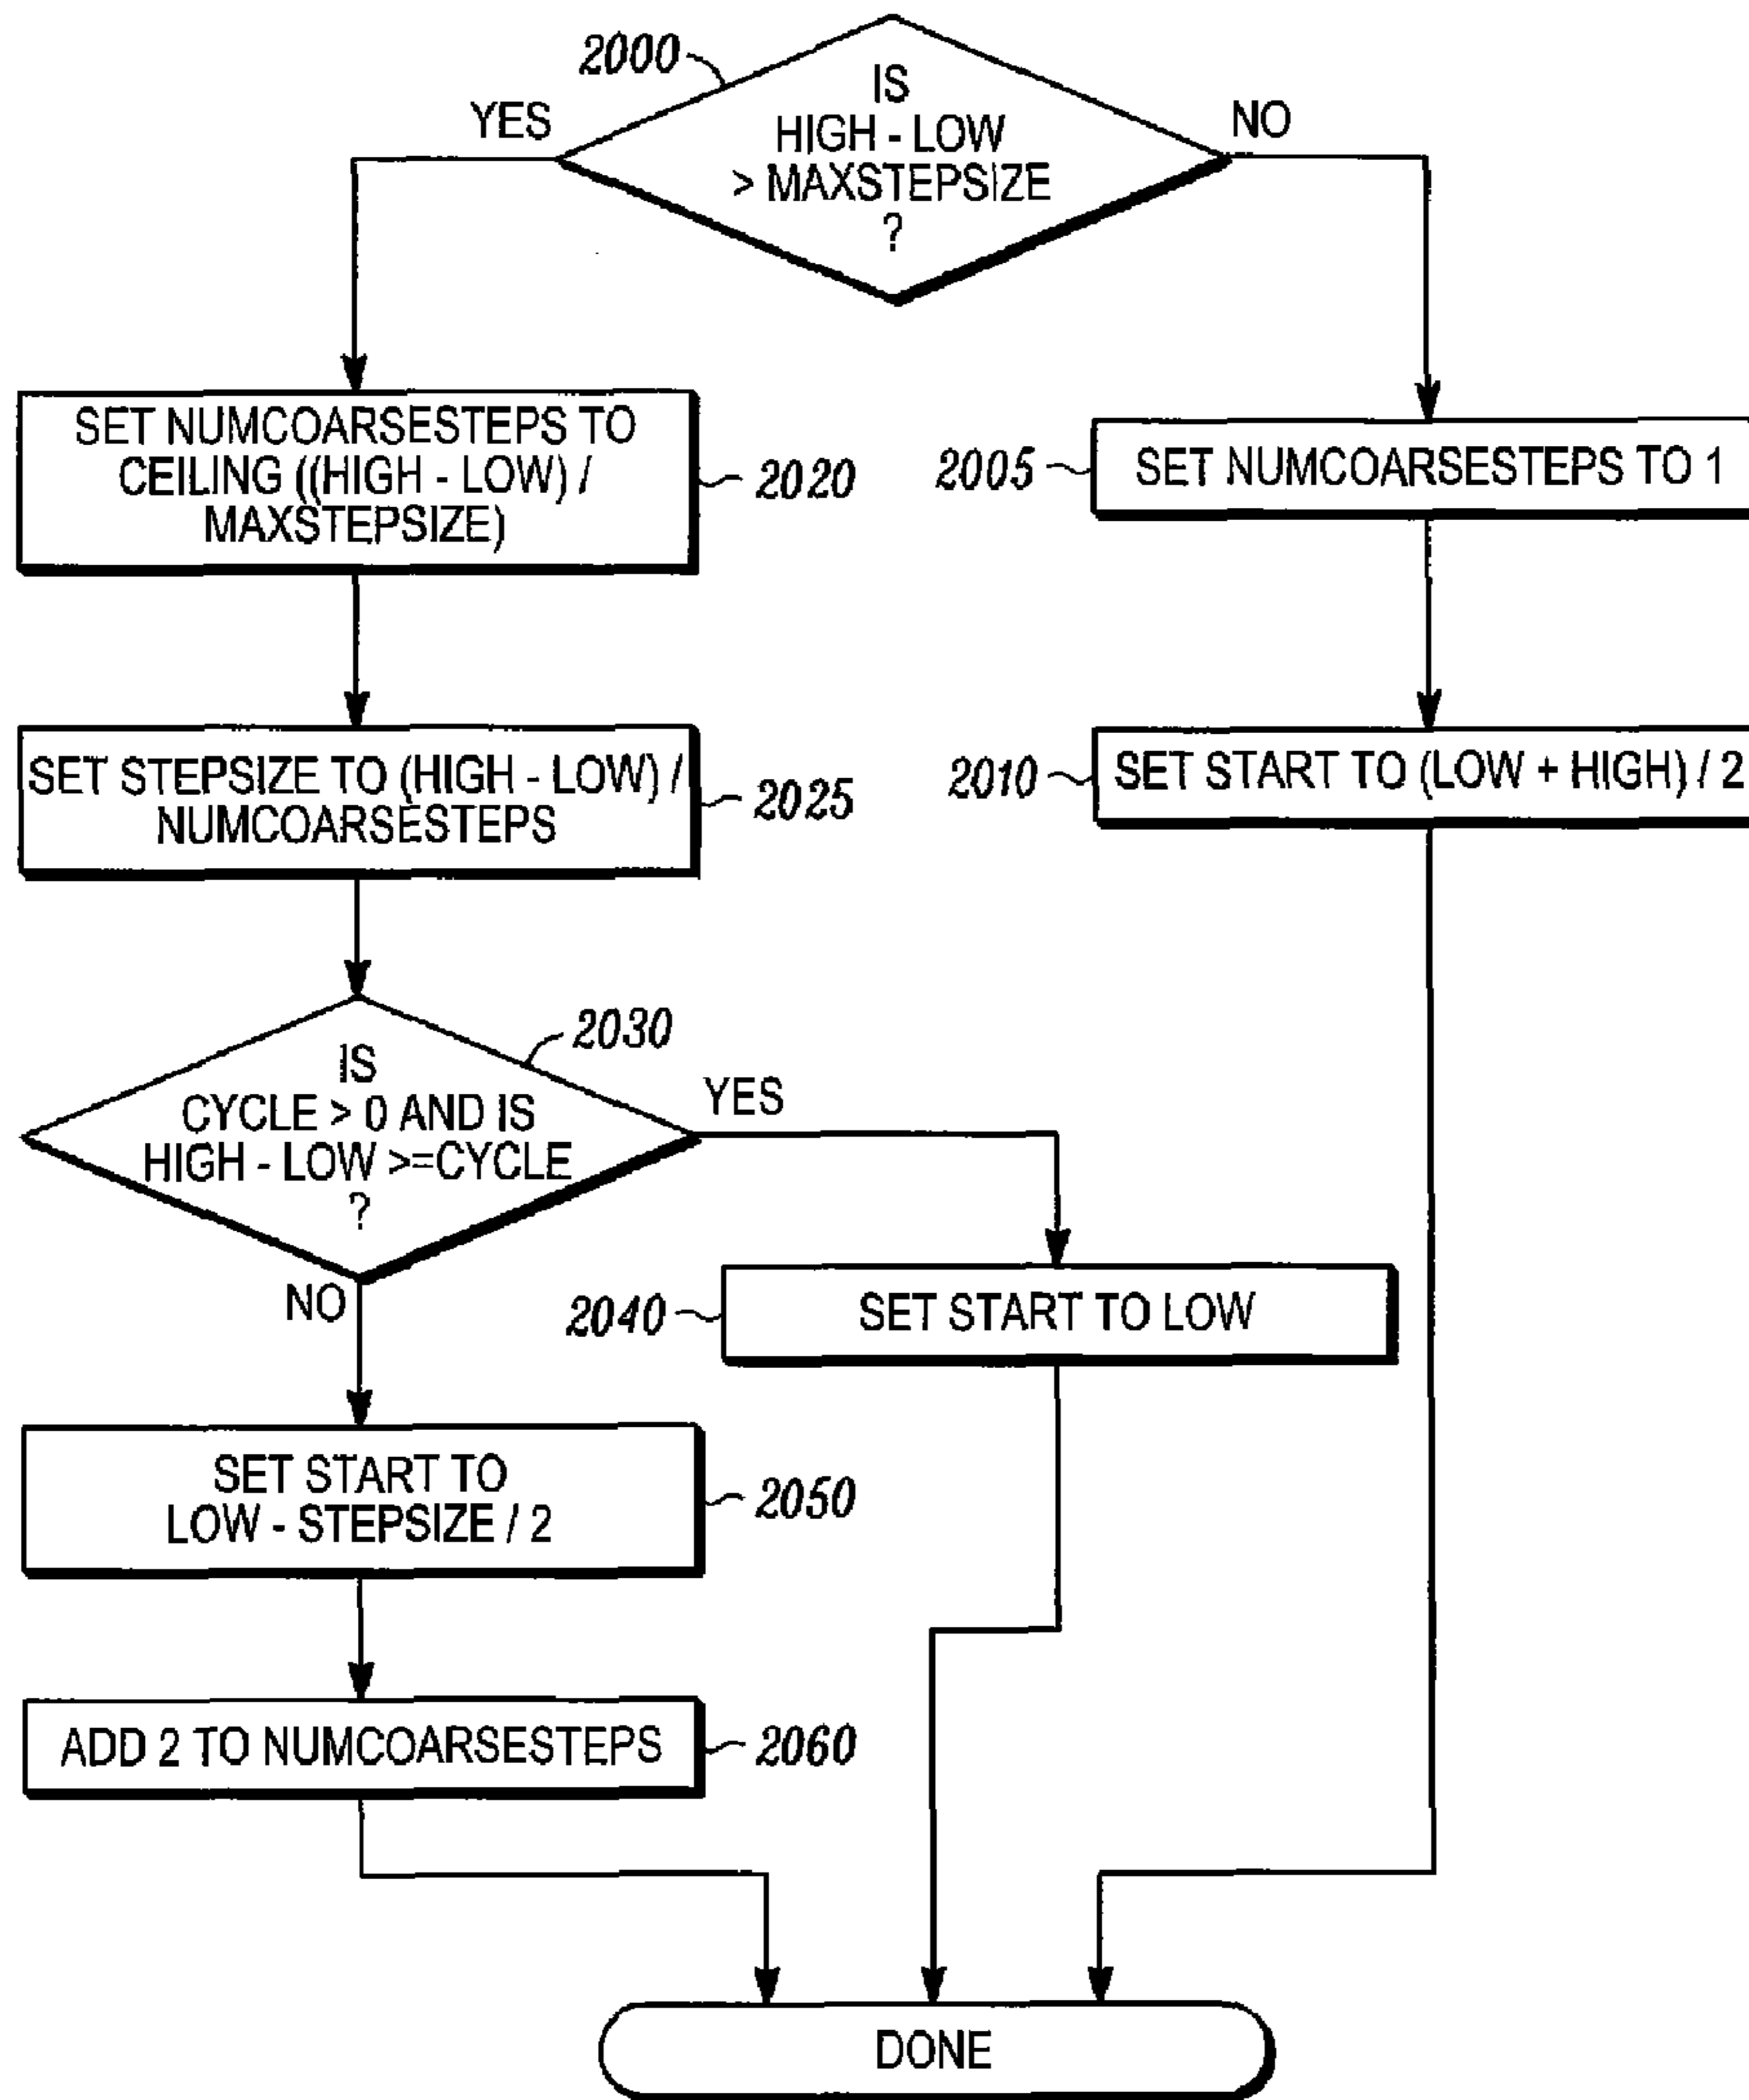 2000
IS
HIGH - LOW
> MAXSTEPSIZE
?
YES
NO
SET NUMCOARSESTEPS TO
CEILING ((HIGH - LOW) /
MAXSTEPSIZE)
2020
2005
SET NUMCOARSESTEPS TO 1
SET STEPSIZE TO (HIGH - LOW) /
NUMCOARSESTEPS
2025
2010
SET START TO (LOW + HIGH) / 2
2030
IS
CYCLE > 0 AND IS
HIGH - LOW >=CYCLE
?
YES
NO
2040
SET START TO LOW
SET START TO
LOW - STEPSIZE / 2
2050
ADD 2 TO NUMCOARSESTEPS
2060
DONE